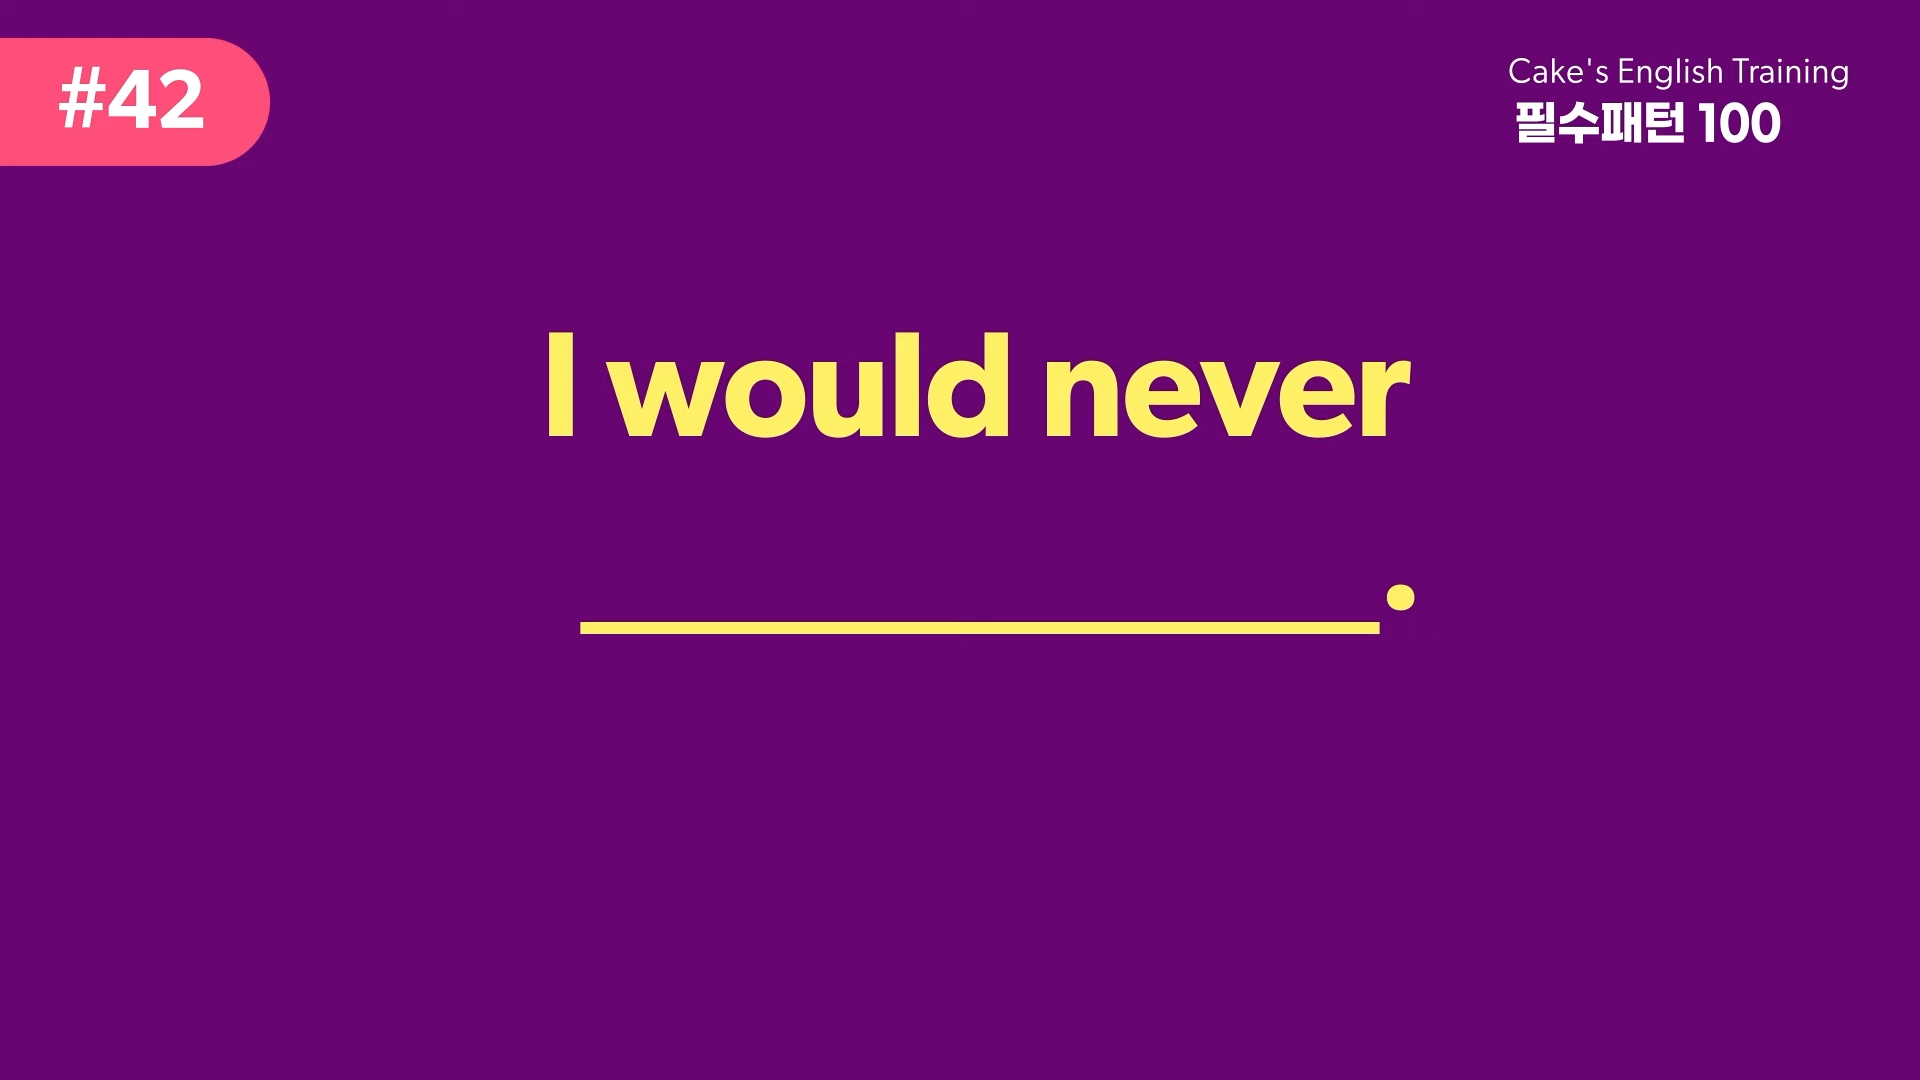 #42
Cake's English Training
필수패턴 100
I would never
.